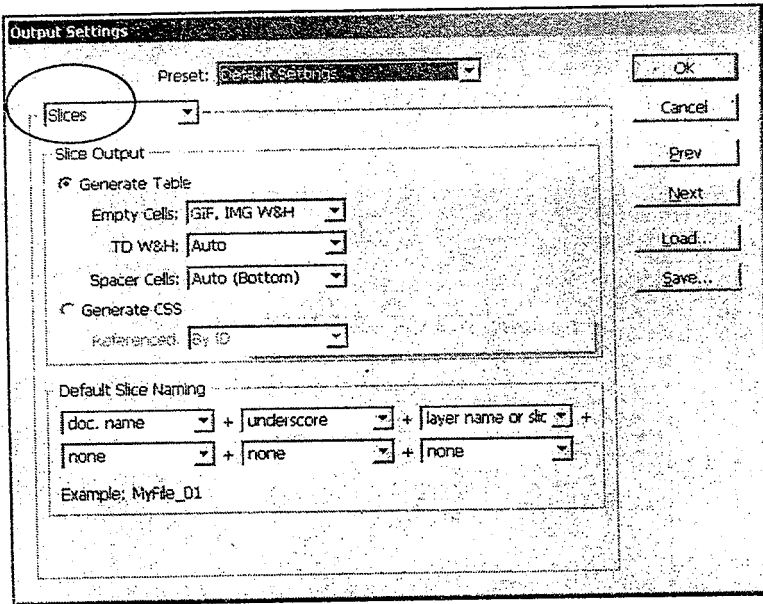 Output Settings
Preset: Default Settings
Ok
Slices
Cancel
Slice Output
Prev
Generate Table
Next
Empty Cells: GIF, IMG W&H
TD W&H: Auto
Load...
Spacer Cells: Auto (Bottom)
Save...
Generate CSS
Referenced: By ID
Default Slice Naming
doc. name + underscore + layer name or slic +
none + none + none
Example: MyFile_01